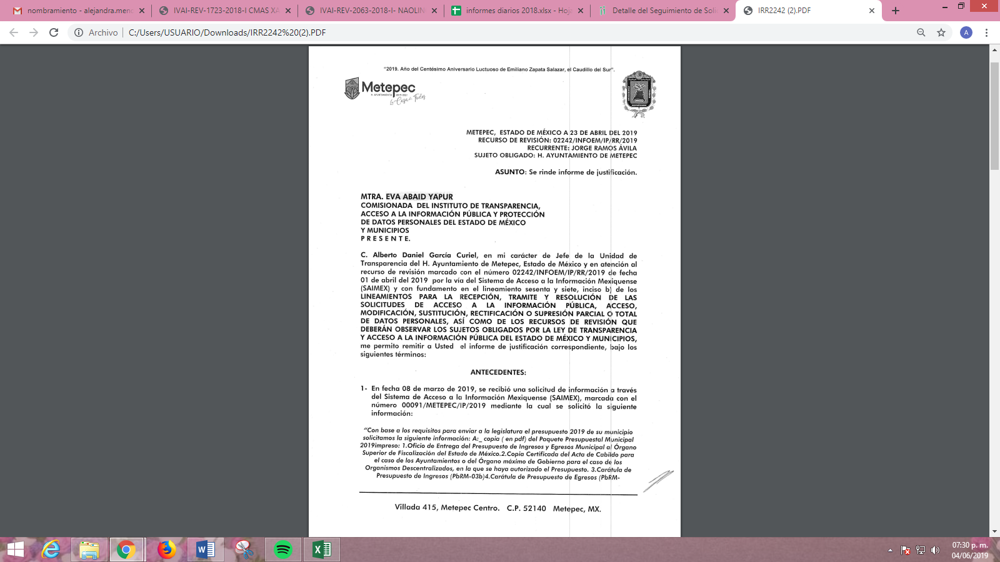 nombramiento - alejandra.menc
IVAI-REV-1723-2018-I CMAS XA
IVAI-REV-2063-2018-I- NAOLIN
informes diarios 2018.xlsx - Hoja
Detalle del Seguimiento de Soli
IRR2242 (2).PDF
Archivo
C:/Users/USUARIO/Downloads/IRR2242%20(2).PDF
A
"2019. Año del Centésimo Aniversario Luctuoso de Emiliano Zapata Salazar, el Caudillo del Sur".
Metepec
H. AYUNTAMIENTO 2019-2021
La Casa de Todos
METEPEC, ESTADO DE MÉXICO A 23 DE ABRIL DEL 2019
RECURSO DE REVISIÓN: 02242/INFOEM/IP/RR/2019
RECURRENTE: JORGE RAMOS ÁVILA
SUJETO OBLIGADO: H. AYUNTAMIENTO DE METEPEC
ASUNTO: Se rinde informe de justificación.
MTRA. EVA ABAID YAPUR
COMISIONADA DEL INSTITUTO DE TRANSPARENCIA,
ACCESO A LA INFORMACIÓN PÚBLICA Y PROTECCIÓN
DE DATOS PERSONALES DEL ESTADO DE MÉXICO
Y MUNICIPIOS
P R E S E N T E.
C. Alberto Daniel García Curiel, en mi carácter de Jefe de la Unidad de
Transparencia del H. Ayuntamiento de Metepec, Estado de México y en atención al
recurso de revisión marcado con el número 02242/INFOEM/IP/RR/2019 de fecha
01 de abril del 2019 por la vía del Sistema de Acceso a la Información Mexiquense
(SAIMEX) y con fundamento en el lineamiento sesenta y siete, inciso b) de los
LINEAMIENTOS PARA LA RECEPCIÓN, TRAMITE Y RESOLUCIÓN DE LAS
SOLICITUDES DE ACCESO A LA INFORMACIÓN PÚBLICA, ACCESO,
MODIFICACIÓN, SUSTITUCIÓN, RECTIFICACIÓN O SUPRESIÓN PARCIAL O TOTAL
DE DATOS PERSONALES, ASÍ COMO DE LOS RECURSOS DE REVISIÓN QUE
DEBERÁN OBSERVAR LOS SUJETOS OBLIGADOS POR LA LEY DE TRANSPARENCIA
Y ACCESO A LA INFORMACIÓN PÚBLICA DEL ESTADO DE MÉXICO Y MUNICIPIOS,
me permito remitir a Usted el informe de justificación correspondiente, bajo los
siguientes términos:
ANTECEDENTES:
1- En fecha 08 de marzo de 2019, se recibió una solicitud de información a través
del Sistema de Acceso a la Información Mexiquense (SAIMEX), marcada con el
número 00091/METEPEC/IP/2019 mediante la cual se solicitó la siguiente
información:
"Con base a los requisitos para enviar a la legislatura el presupuesto 2019 de su municipio
solicitamos la siguiente información: A:_ copia ( en pdf) del Paquete Presupuestal Municipal
2019impreso: 1.Oficio de Entrega del Presupuesto de Ingresos y Egresos Municipal al Órgano
Superior de Fiscalización del Estado de México.2.Copia Certificada del Acta de Cabildo para
el caso de los Ayuntamientos o del Órgano máximo de Gobierno para el caso de los
Organismos Descentralizados, en la que se haya autorizado el Presupuesto. 3.Carátula de
Presupuesto de Ingresos (PbRM-03b)4.Carátula de Presupuesto de Egresos (PbRM-
Villada 415, Metepec Centro. C.P. 52140 Metepec, MX.
07:30 p. m.
04/06/2019